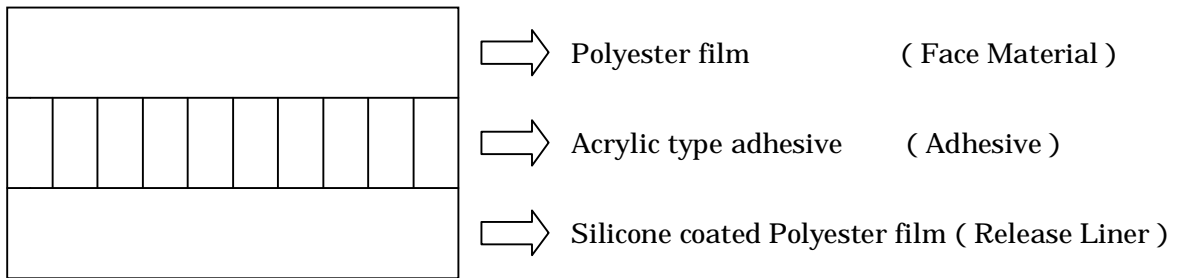 Polyester film ( Face Material )
Acrylic type adhesive ( Adhesive )
Silicone coated Polyester film ( Release Liner )